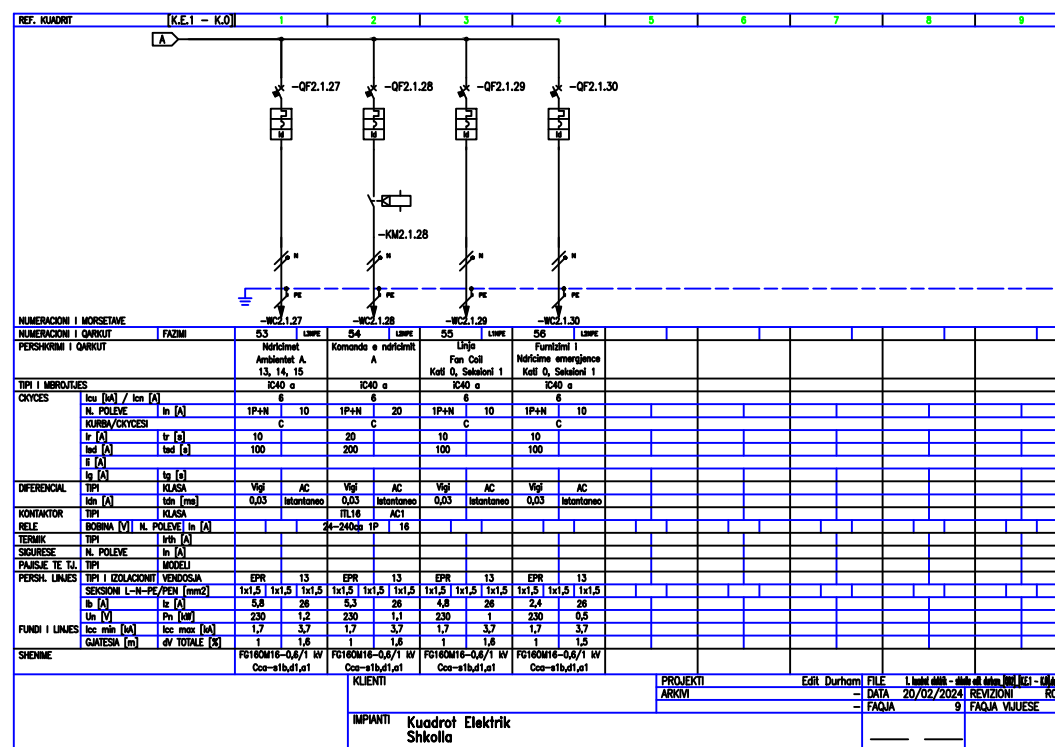 REF. KUADRIT [K.E.1 - K.0] 1 2 3 4 5 6 7 8 9
A
-QF2.1.27 -QF2.1.28 -QF2.1.29 -QF2.1.30
Id Id Id Id
-KM2.1.28
N N N N
PE PE PE PE
NUMERACIONI I MORSETAVE -WC2.1.27 -WC2.1.28 -WC2.1.29 -WC2.1.30
NUMERACIONI I QARKUT FAZIMI 53 L3NPE 54 L3NPE 55 L1NPE 56 L2NPE
PERSHKRIMI I QARKUT Ndricimet Komanda e ndricimit Linja Furnizimi i
Ambientet A. A Fan Coil Ndricime emergjence
13, 14, 15 Kati 0, Seksioni 1 Kati 0, Seksioni 1
TIPI I MBROJTJES iC40 a iC40 a iC40 a iC40 a
CKYCES Icu [kA] / Icn [A] 6 6 6 6
N. POLEVE In [A] 1P+N 10 1P+N 20 1P+N 10 1P+N 10
KURBA/CKYCESI C C C C
Ir [A] tr [s] 10 20 10 10
Isd [A] tsd [s] 100 200 100 100
Ii [A]
Ig [A] tg [s]
DIFERENCIAL TIPI KLASA Vigi AC Vigi AC Vigi AC Vigi AC
Idn [A] tdn [ms] 0,03 Istantaneo 0,03 Istantaneo 0,03 Istantaneo 0,03 Istantaneo
KONTAKTOR TIPI KLASA iTL16 AC1
RELE BOBINA [V] N. POLEVE In [A] 24-240ca 1P 16
TERMIK TIPI Irth [A]
SIGURESE N. POLEVE In [A]
PAJISJE TE TJ. TIPI MODELI
PERSH. LINJES TIPI I IZOLACIONIT VENDOSJA EPR 13 EPR 13 EPR 13 EPR 13
SEKSIONI L-N-PE/PEN [mm2] 1x1,5 1x1,5 1x1,5 1x1,5 1x1,5 1x1,5 1x1,5 1x1,5 1x1,5 1x1,5 1x1,5 1x1,5
Ib [A] Iz [A] 5,8 26 5,3 26 4,8 26 2,4 26
Un [V] Pn [kW] 230 1,2 230 1,1 230 1 230 0,5
FUNDI I LINJES Icc min [kA] Icc max [kA] 1,7 3,7 1,7 3,7 1,7 3,7 1,7 3,7
GJATESIA [m] dV TOTALE [%] 1 1,6 1 1,6 1 1,6 1 1,5
SHENIME FG16OM16-0,6/1 kV FG16OM16-0,6/1 kV FG16OM16-0,6/1 kV FG16OM16-0,6/1 kV
Cca-s1b,d1,a1 Cca-s1b,d1,a1 Cca-s1b,d1,a1 Cca-s1b,d1,a1
KLIENTI PROJEKTI Edit Durham FILE
ARKIVI - DATA 20/02/2024 REVIZIONI
- FAQJA 9 FAQJA VIJUESE
IMPIANTI Kuadrot Elektrik
Shkolla